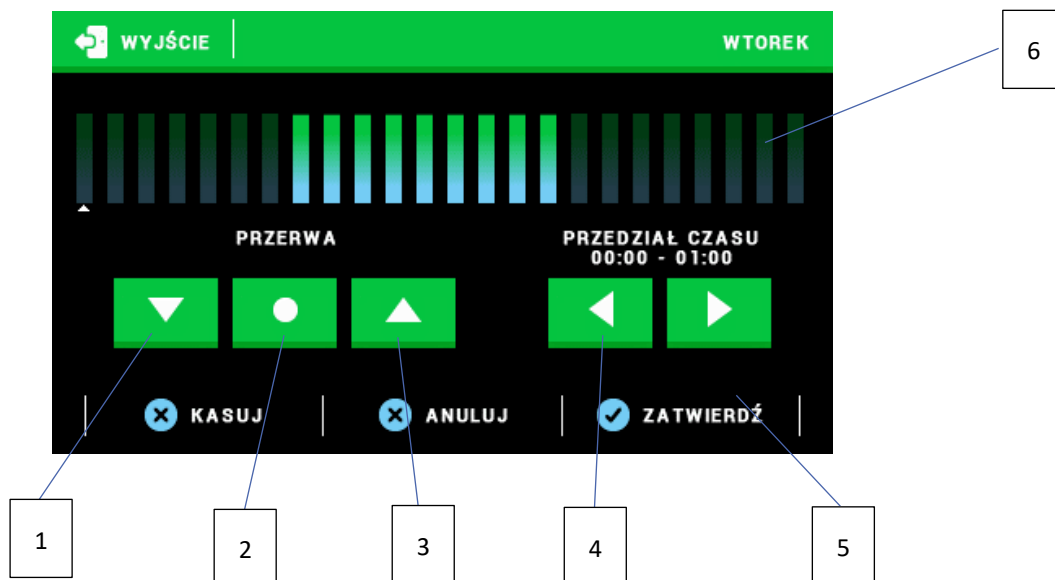 WYJŚCIE
WTOREK
6
PRZERWA
PRZEDZIAŁ CZASU
00:00 - 01:00
KASUJ
ANULUJ
ZATWIERDŹ
1
2
3
4
5